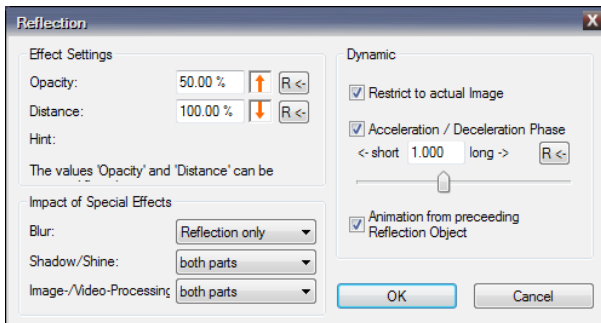 Reflection
X
Effect Settings
Opacity: 50.00 % R <-
Distance: 100.00 % R <-
Hint:
The values 'Opacity' and 'Distance' can be
Impact of Special Effects
Blur: Reflection only
Shadow/Shine: both parts
Image-/Video-Processing both parts
Dynamic
Restrict to actual Image
Acceleration / Deceleration Phase
<- short 1.000 long -> R <-
Animation from preceeding
Reflection Object
OK Cancel